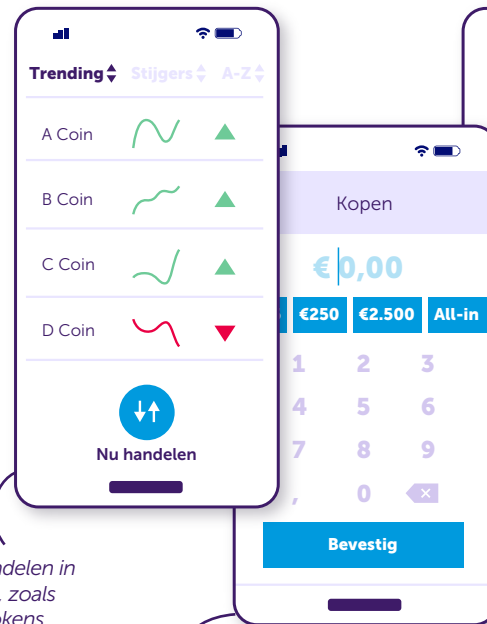 Trending Stijgers A-Z
A Coin
B Coin
C Coin
D Coin
Nu handelen
Kopen
€ 0,00
€250 €2.500 All-in
1 2 3
4 5 6
7 8 9
, 0
Bevestig
in
zoals